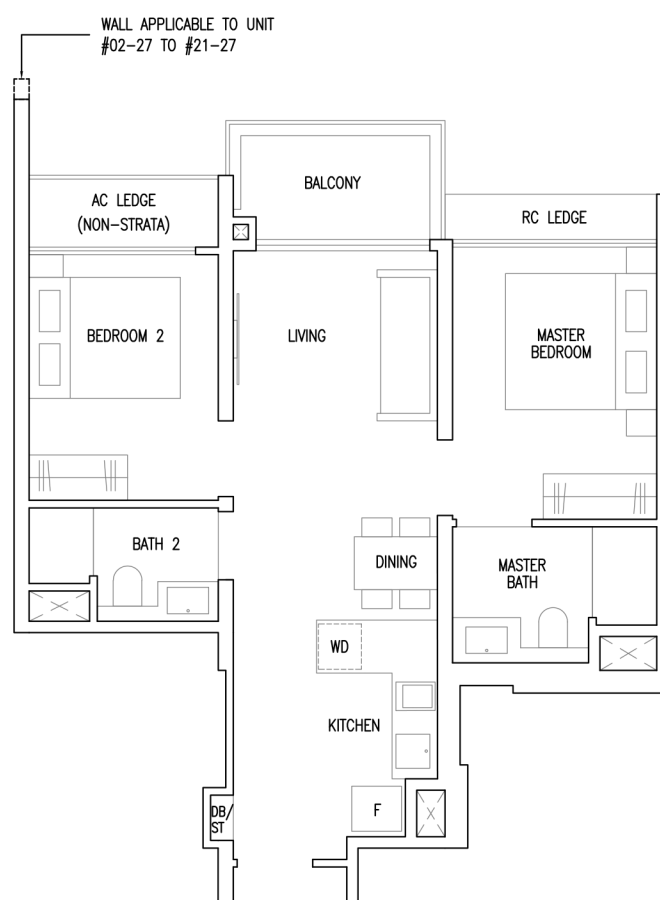 WALL APPLICABLE TO UNIT
#02-27 TO #21-27
BALCONY
AC LEDGE
(NON-STRATA)
RC LEDGE
BEDROOM 2
LIVING
MASTER
BEDROOM
BATH 2
DINING
MASTER
BATH
WD
KITCHEN
DB/
ST
F